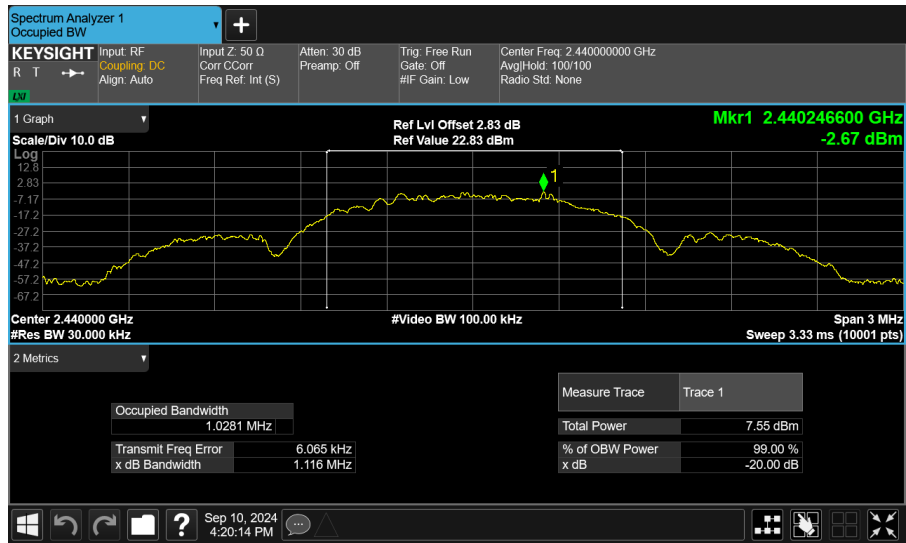 Spectrum Analyzer 1
Occupied BW
KEYSIGHT
R T
LXI
Input: RF
Coupling: DC
Align: Auto
Input Z: 50 Ω
Corr CCorr
Freq Ref: Int (S)
Atten: 30 dB
Preamp: Off
Trig: Free Run
Gate: Off
#IF Gain: Low
Center Freq: 2.440000000 GHz
Avg|Hold: 100/100
Radio Std: None
1 Graph
Scale/Div 10.0 dB
Ref Lvl Offset 2.83 dB
Ref Value 22.83 dBm
Mkr1 2.440246600 GHz
-2.67 dBm
Log
12.8
2.83
-7.17
-17.2
-27.2
-37.2
-47.2
-57.2
-67.2
1
Center 2.440000 GHz
#Res BW 30.000 kHz
#Video BW 100.00 kHz
Span 3 MHz
Sweep 3.33 ms (10001 pts)
2 Metrics
Occupied Bandwidth
1.0281 MHz
Transmit Freq Error 6.065 kHz
x dB Bandwidth 1.116 MHz
Measure Trace Trace 1
Total Power 7.55 dBm
% of OBW Power 99.00 %
x dB -20.00 dB
Sep 10, 2024
4:20:14 PM